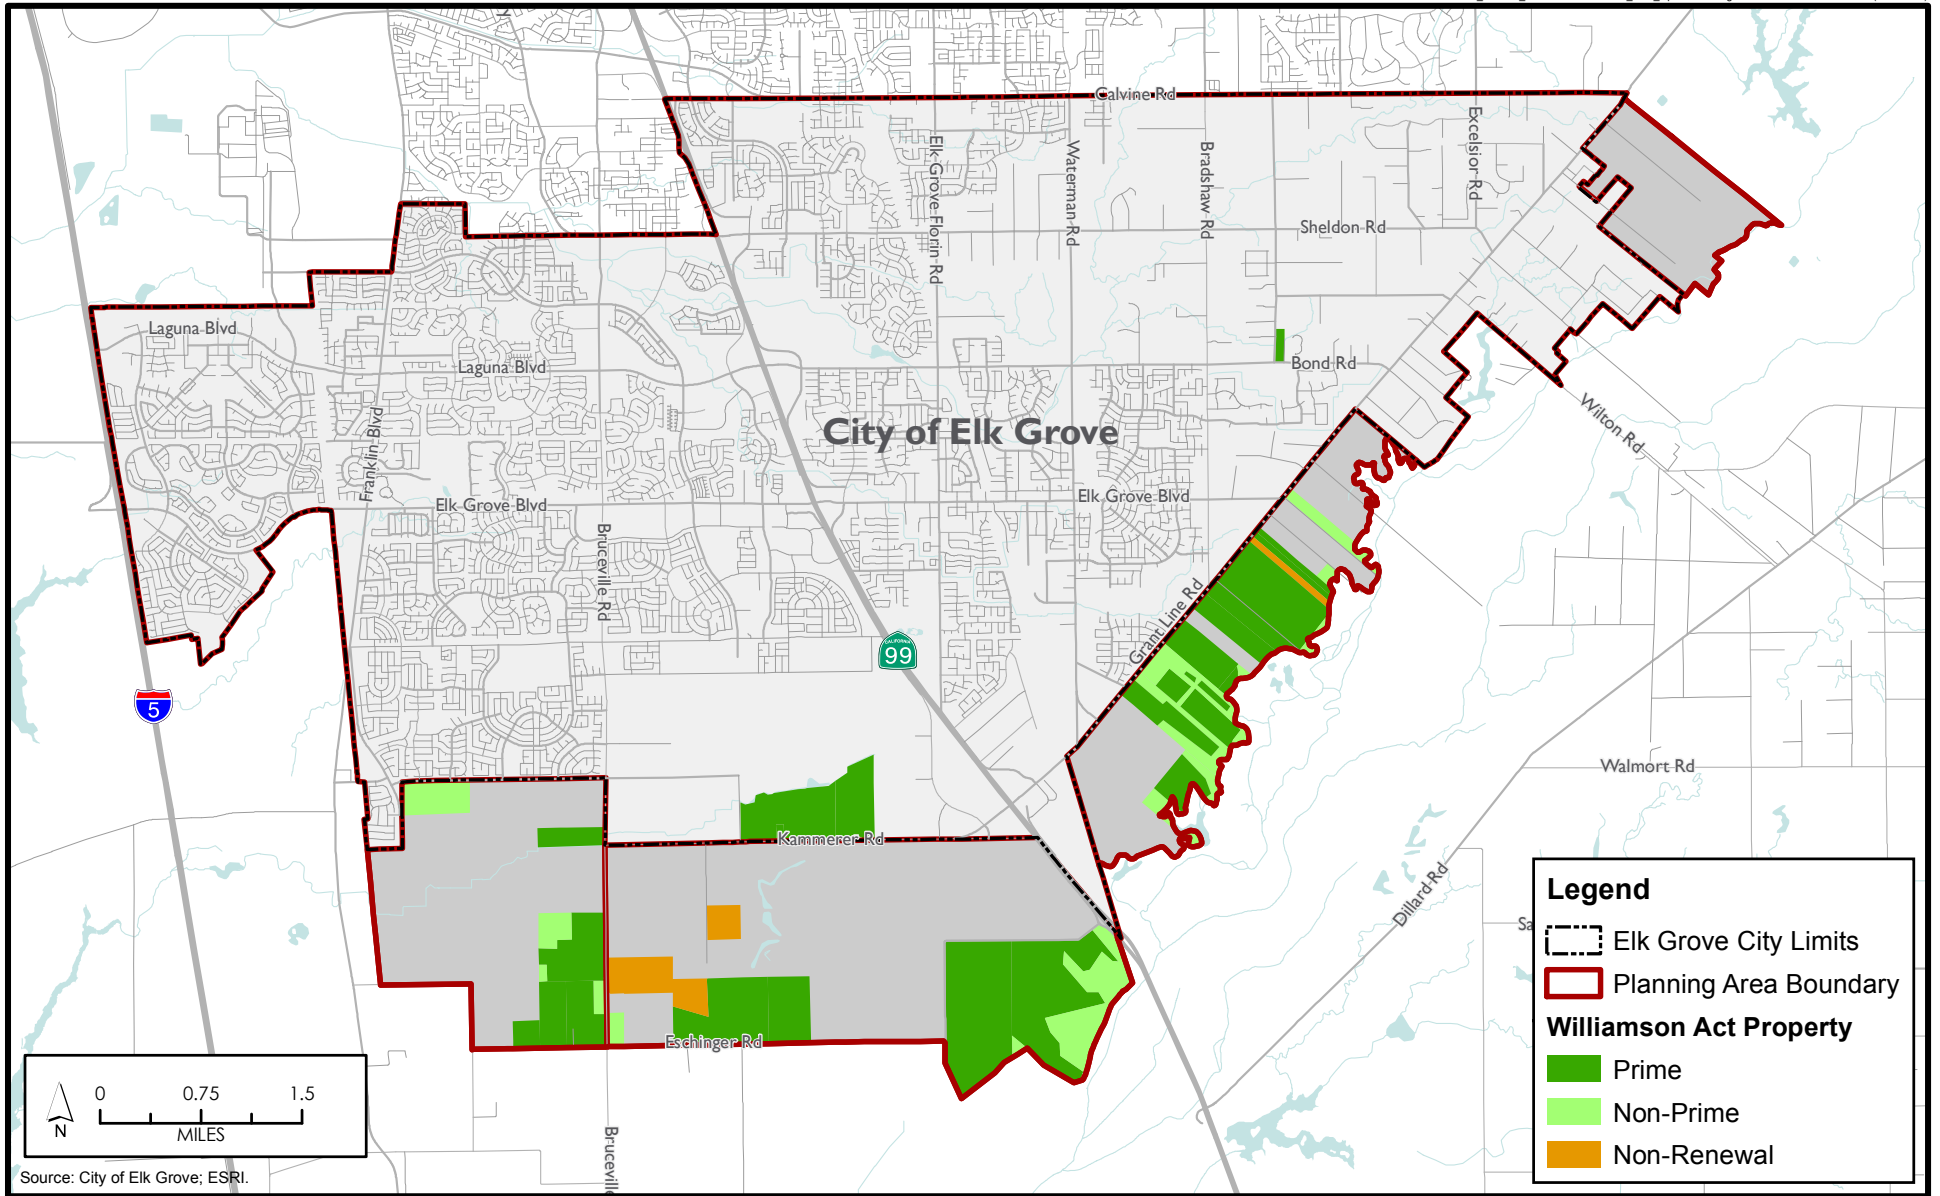 Calvine Rd
Elk Grove-Florin Rd
Waterman Rd
Bradshaw Rd
Excelsior Rd
Sheldon Rd
Laguna Blvd
Laguna Blvd
Bond Rd
Franklin Blvd
City of Elk Grove
Wilton Rd
Elk Grove Blvd
Elk Grove Blvd
Bruceville Rd
Grant Line Rd
CALIFORNIA
99
5
Walmort Rd
Kammerer Rd
Dillard Rd
Eschinger Rd
Bruceville
Sa
Legend
Elk Grove City Limits
Planning Area Boundary
Williamson Act Property
Prime
Non-Prime
Non-Renewal
0 0.75 1.5
MILES
N
Source: City of Elk Grove; ESRI.